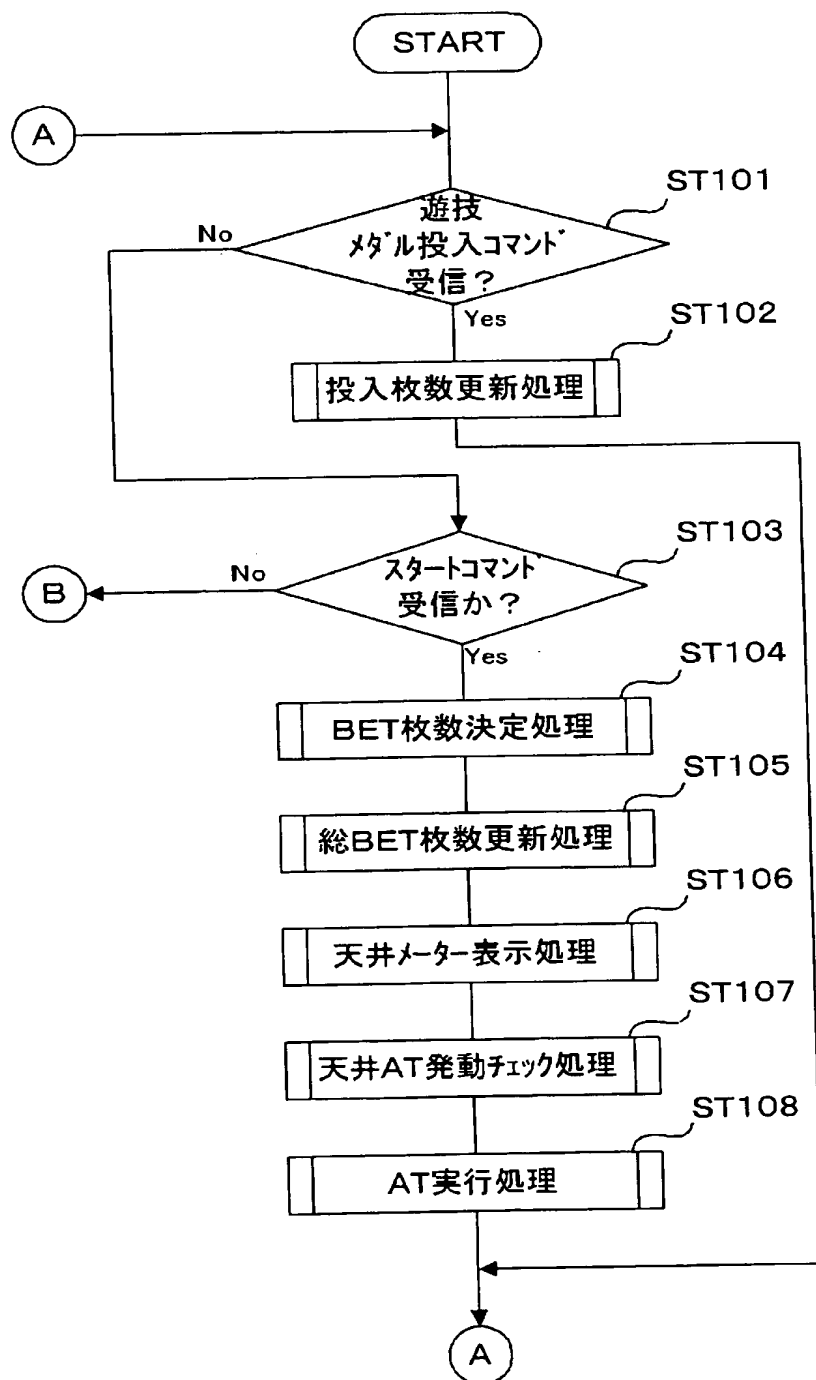 START
A
ST101
遊技
メダル投入コマンド
受信?
No
Yes
ST102
投入枚数更新処理
ST103
スタートコマンド
受信か?
No
B
Yes
ST104
BET枚数決定処理
ST105
総BET枚数更新処理
ST106
天井メーター表示処理
ST107
天井AT発動チェック処理
ST108
AT実行処理
A